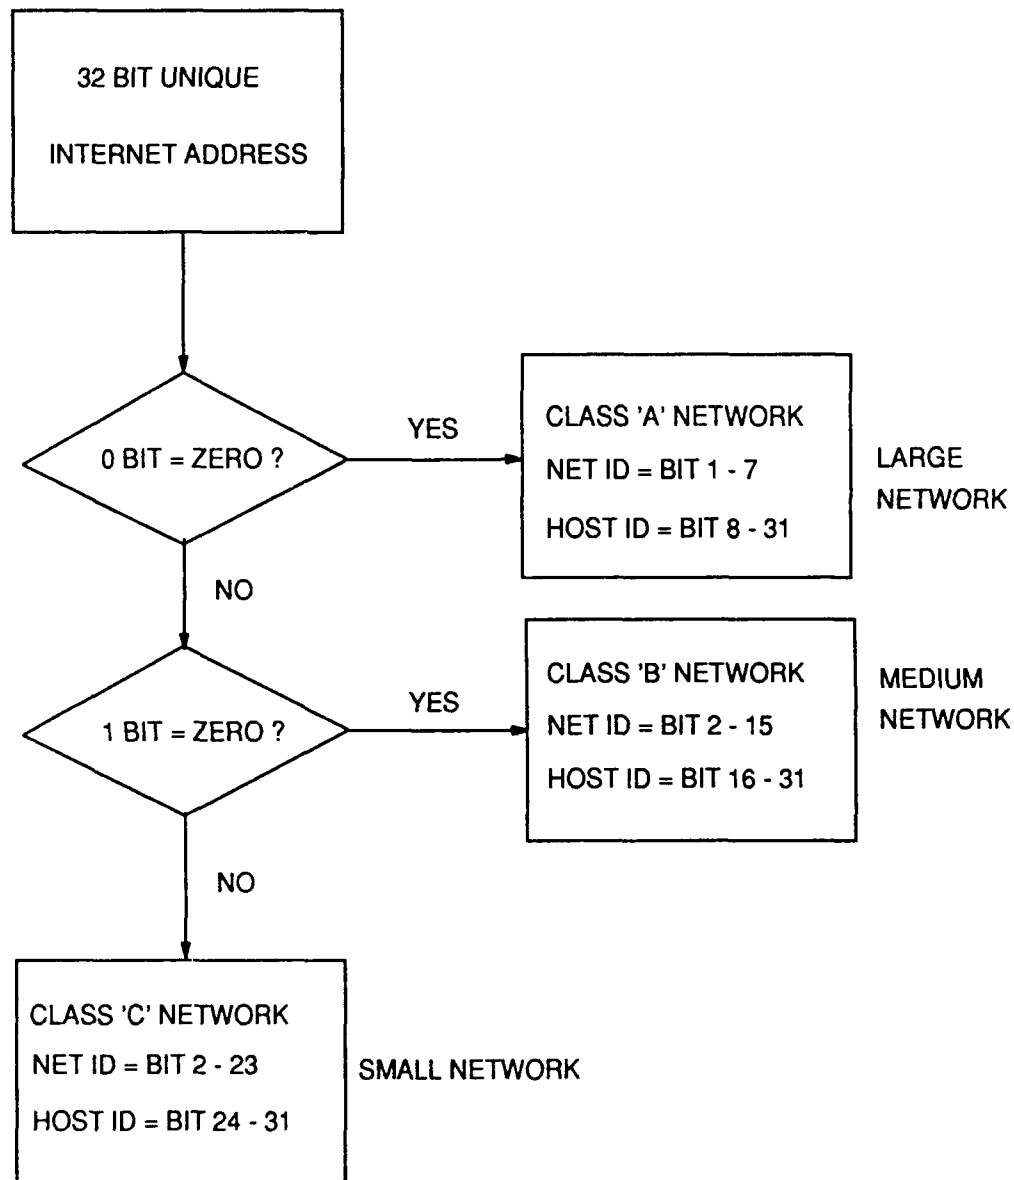 32 BIT UNIQUE
INTERNET ADDRESS
0 BIT = ZERO ?
YES
CLASS 'A' NETWORK
NET ID = BIT 1 - 7
HOST ID = BIT 8 - 31
LARGE
NETWORK
NO
1 BIT = ZERO ?
YES
CLASS 'B' NETWORK
NET ID = BIT 2 - 15
HOST ID = BIT 16 - 31
MEDIUM
NETWORK
NO
CLASS 'C' NETWORK
NET ID = BIT 2 - 23
HOST ID = BIT 24 - 31
SMALL NETWORK